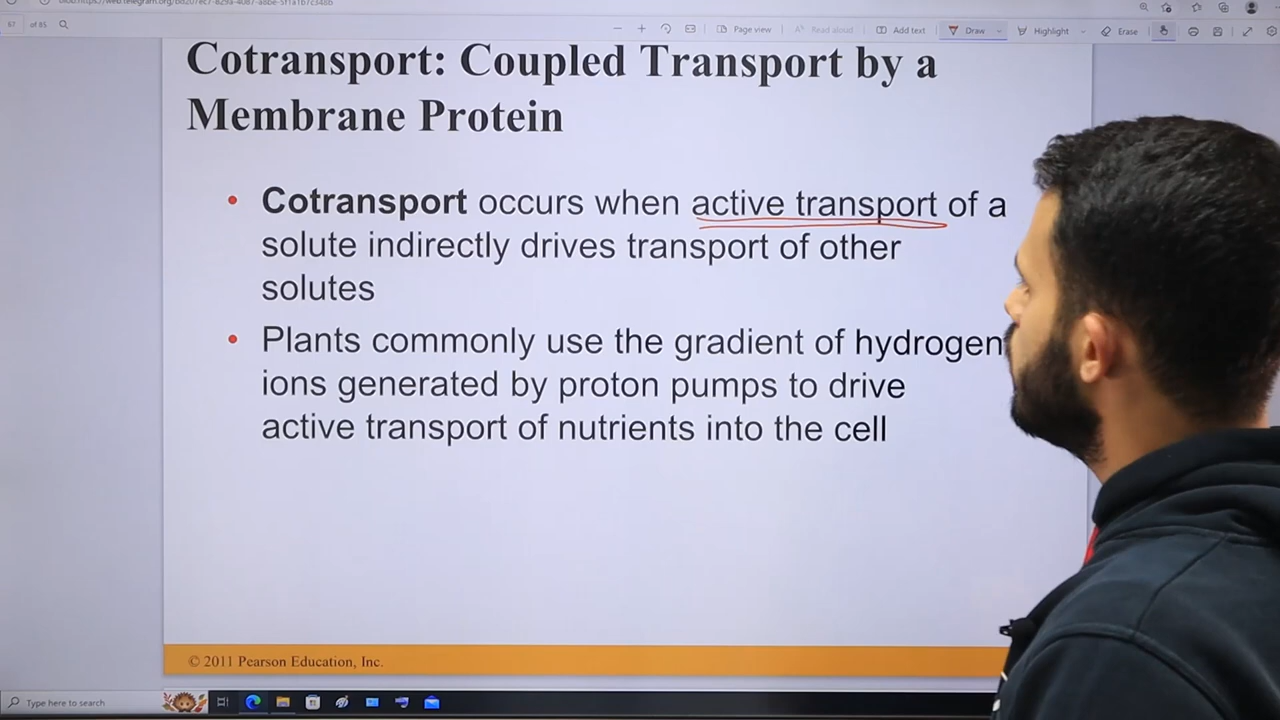 67 of 85
Page view
Read aloud
Add text
Draw
Highlight
Erase
Cotransport: Coupled Transport by a
Membrane Protein
• Cotransport occurs when active transport of a
solute indirectly drives transport of other
solutes
• Plants commonly use the gradient of hydrogen
ions generated by proton pumps to drive
active transport of nutrients into the cell
© 2011 Pearson Education, Inc.
Type here to search